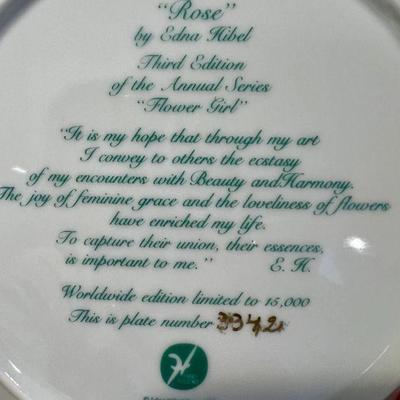 "Rose"
by Edna Hibel
Third Edition
of the Annual Series
"Flower Girl"
"It is my hope that through my art
I convey to others the ecstasy
of my encounters with Beauty and Harmony.
The joy of feminine grace and the loveliness of flowers
have enriched my life.
To capture their union, their essences,
is important to me." E. H.
Worldwide edition limited to 15,000
This is plate number 3342